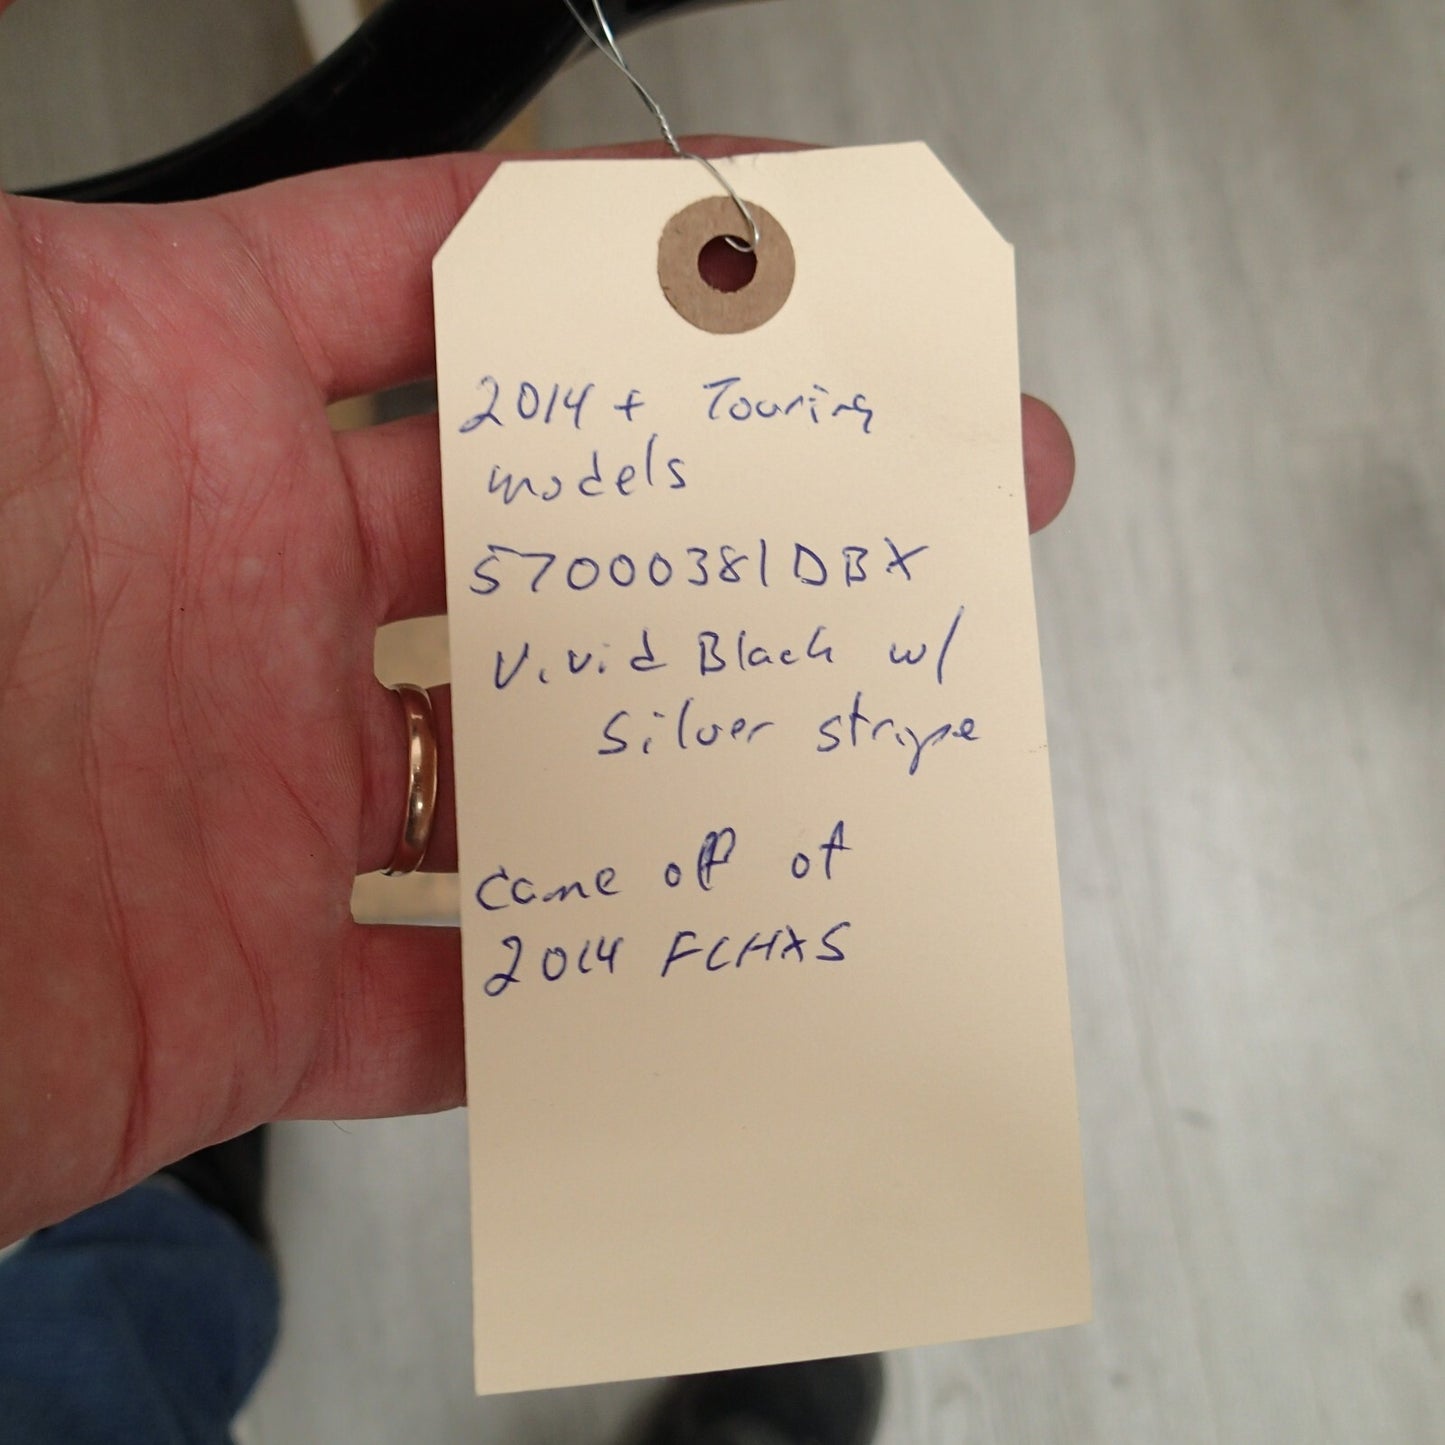 2014 + Touring
models
57000381DBX
Vivid Black w/
silver stripe
came off of
2014 FLHXS